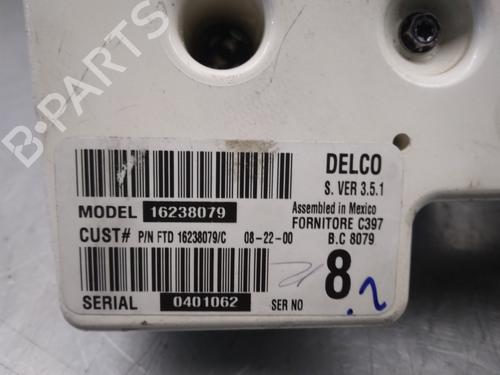 B-PARTS
DELCO
S. VER 3.5.1
MODEL 16238079
Assembled in Mexico
FORNITORE C397
CUST# P/N FTD 16238079/C 08-22-00
B.C 8079
8
.2
SERIAL 0401062 SER NO